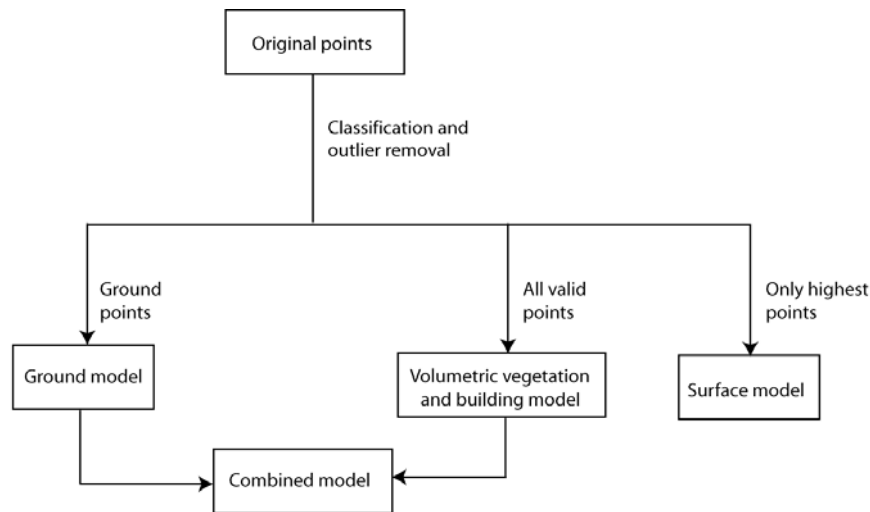 Original points
Classification and
outlier removal
Ground
points
All valid
points
Only highest
points
Ground model
Volumetric vegetation
and building model
Surface model
Combined model